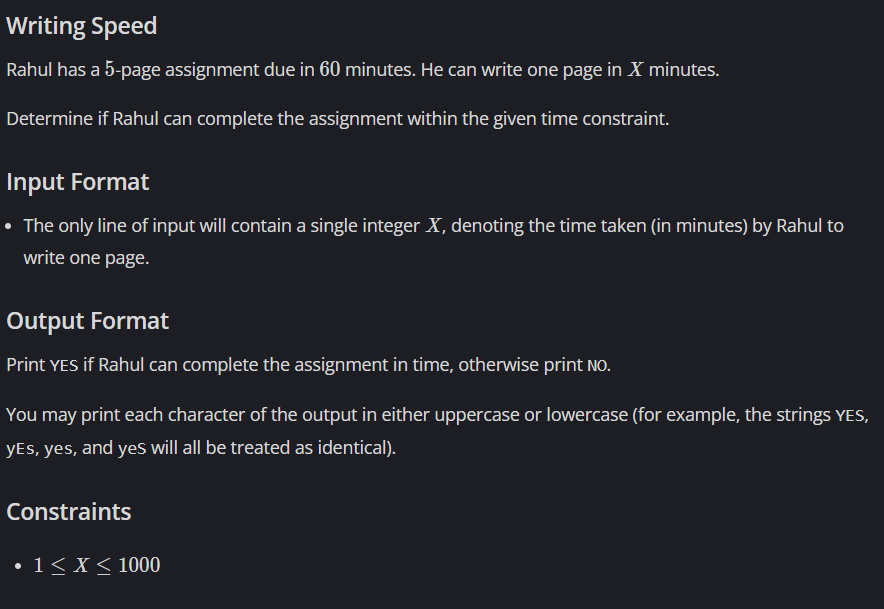 Writing Speed
Rahul has a 5-page assignment due in 60 minutes. He can write one page in X minutes.
Determine if Rahul can complete the assignment within the given time constraint.
Input Format
• The only line of input will contain a single integer X, denoting the time taken (in minutes) by Rahul to
write one page.
Output Format
Print YES if Rahul can complete the assignment in time, otherwise print NO.
You may print each character of the output in either uppercase or lowercase (for example, the strings YES,
yEs, yes, and yeS will all be treated as identical).
Constraints
• 1 ≤ X ≤ 1000